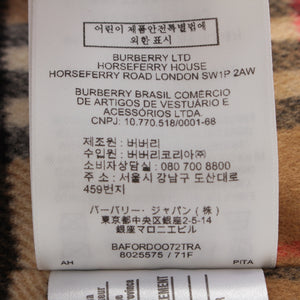 어린이 제품안전특별법에
의한 표시
BURBERRY LTD
HORSEFERRY HOUSE
HORSEFERRY ROAD LONDON SW1P 2AW
BURBERRY BRASIL COMÉRCIO
DE ARTIGOS DE VESTUÁRIO E
ACESSÓRIOS LTDA.
CNPJ: 10.770.518/0001-68
제조원 : 버버리
수입원 : 버버리코리아㈜
소비자상담실 : 080 700 8800
주소 : 서울시 강남구 도산대로
459번지
バーバリー・ジャパン(株)
東京都中央区銀座2-5-14
銀座マロニエビル
BAFORDO072TRA
8025575 / 71F
AH PITA